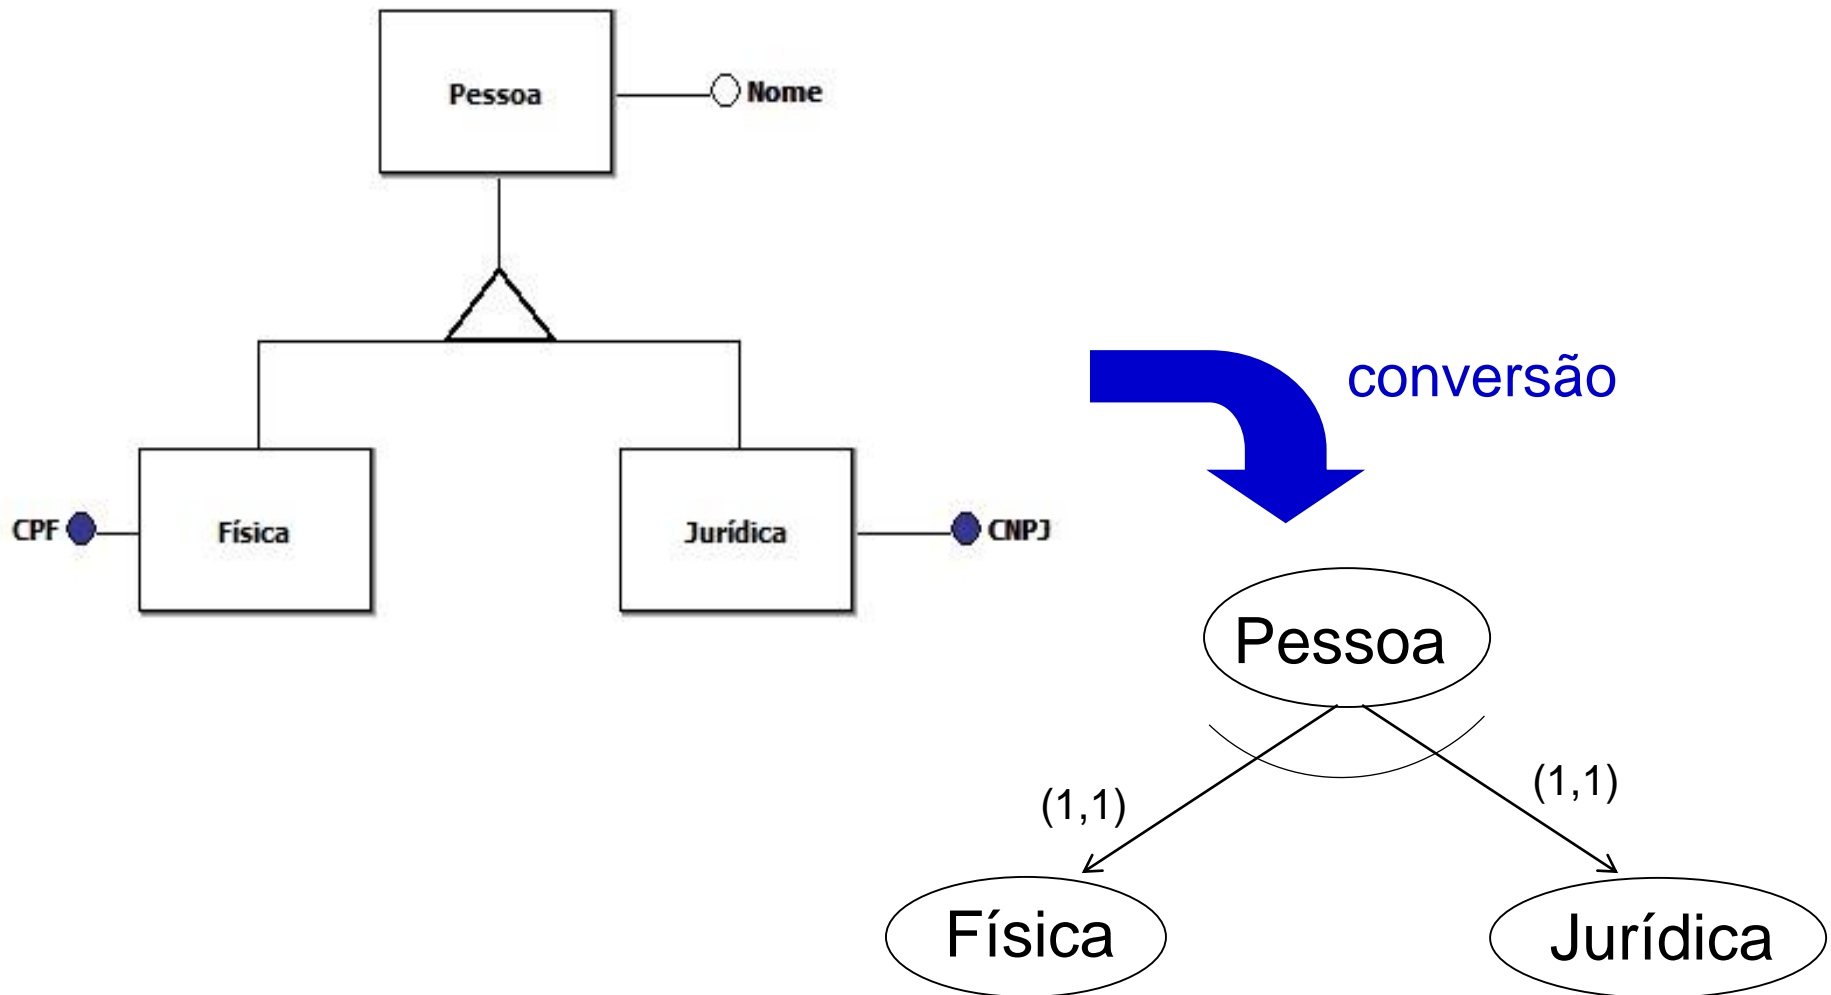 Pessoa
Nome
CPF
Física
Jurídica
CNPJ
conversão
Pessoa
(1,1)
(1,1)
Física
Jurídica